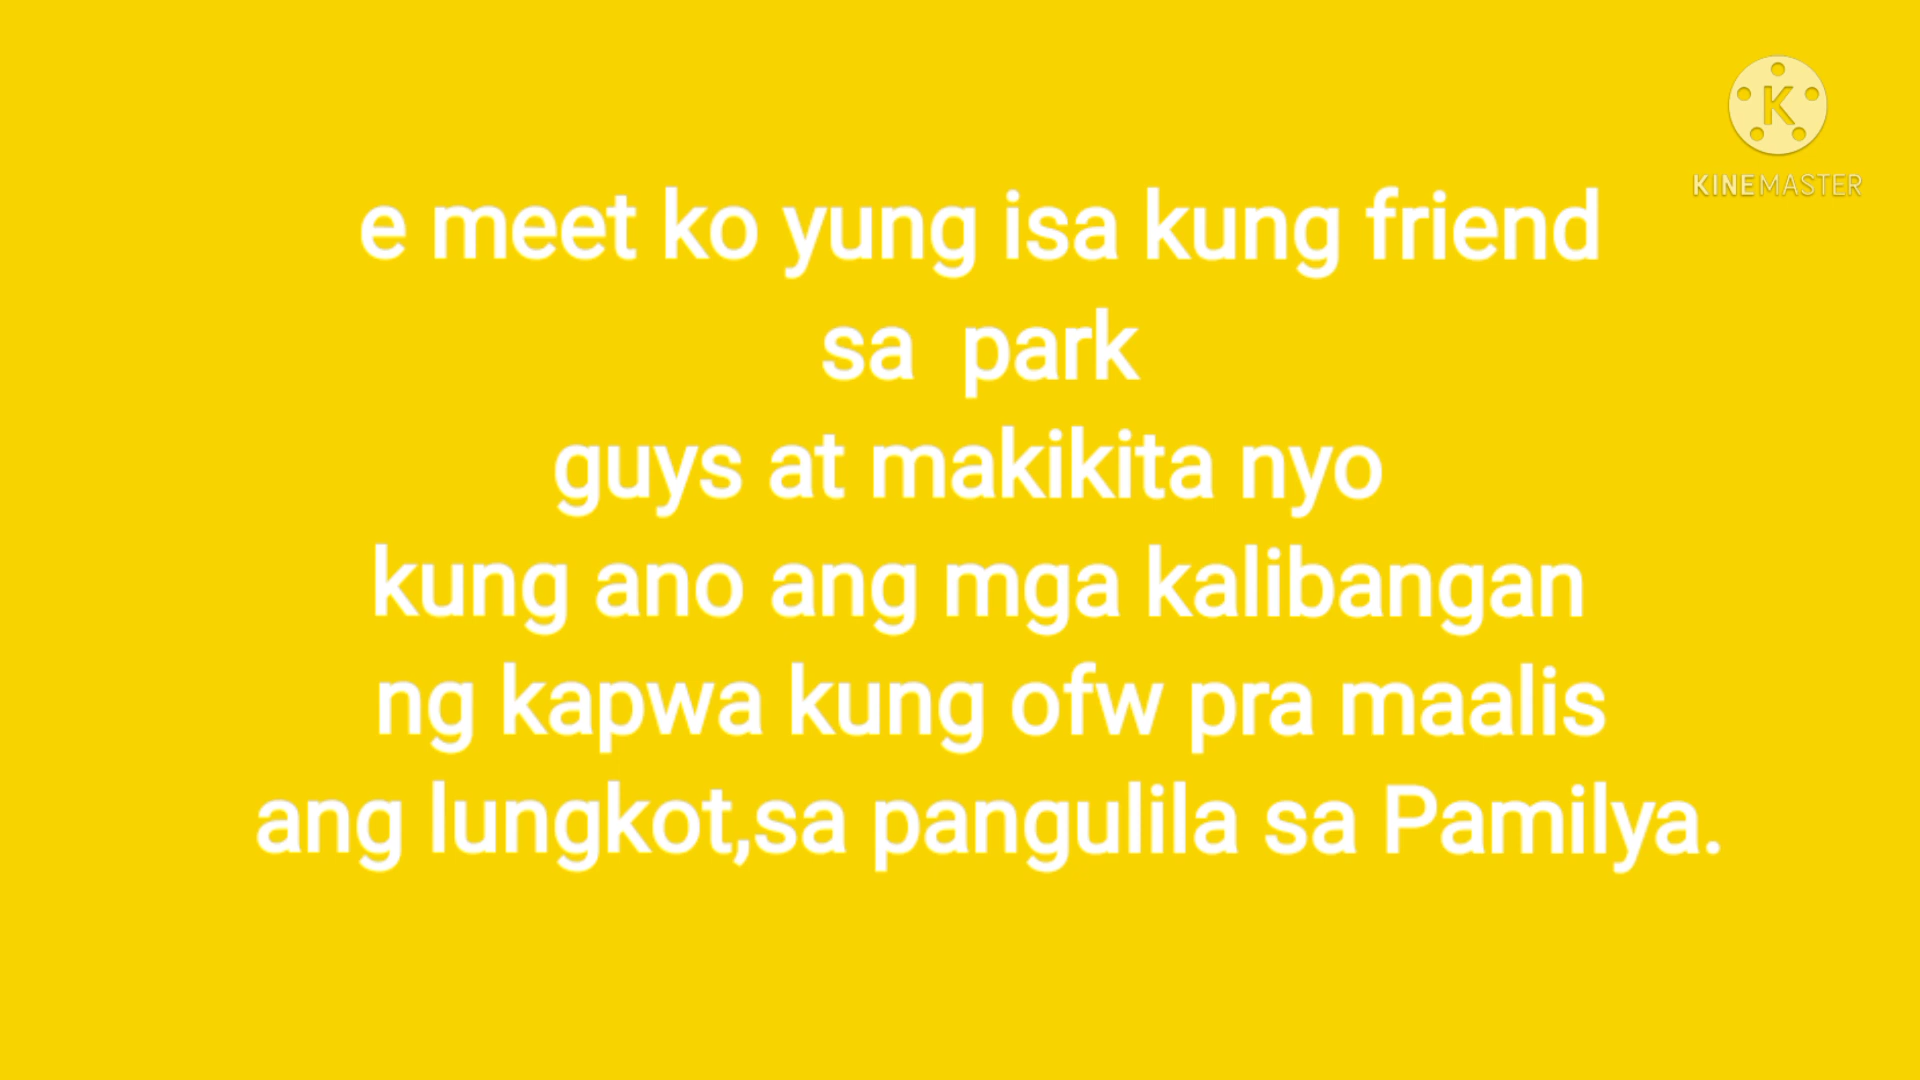 K
KINEMASTER
e meet ko yung isa kung friend
sa  park
guys at makikita nyo
kung ano ang mga kalibangan
ng kapwa kung ofw pra maalis
ang lungkot,sa pangulila sa Pamilya.